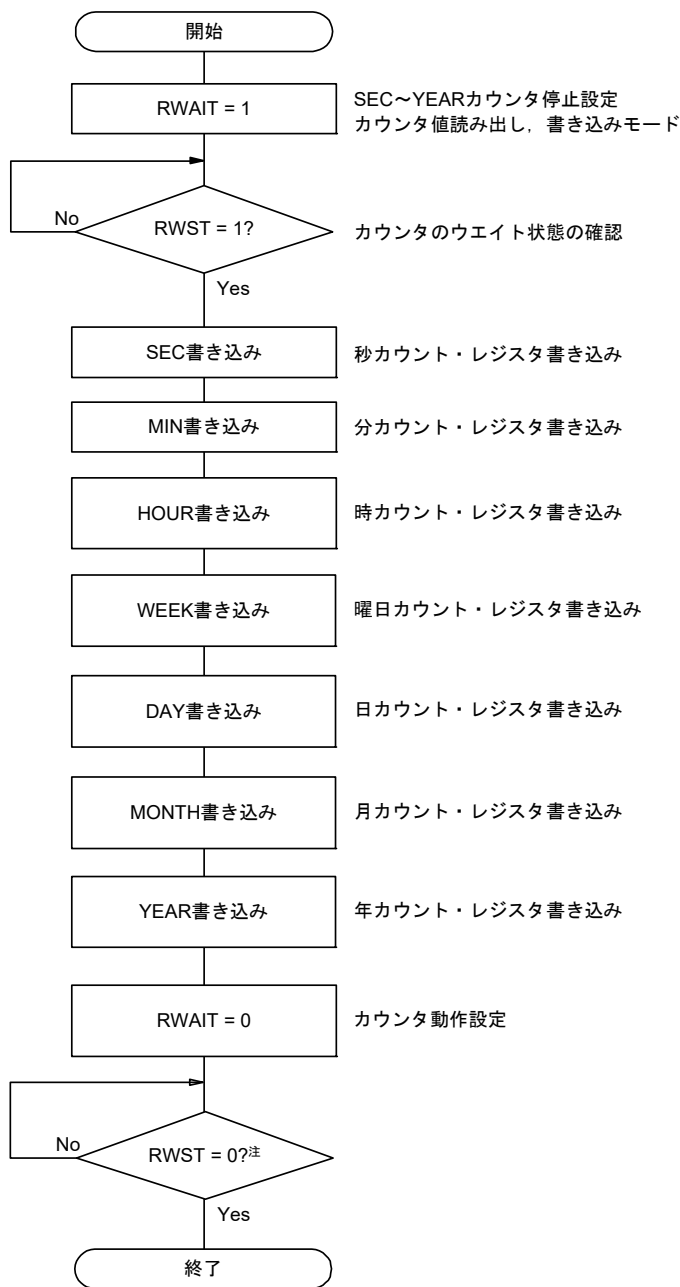 開始
RWAIT = 1
SEC～YEARカウンタ停止設定
カウンタ値読み出し，書き込みモード
No
RWST = 1?
カウンタのウエイト状態の確認
Yes
SEC書き込み
秒カウント・レジスタ書き込み
MIN書き込み
分カウント・レジスタ書き込み
HOUR書き込み
時カウント・レジスタ書き込み
WEEK書き込み
曜日カウント・レジスタ書き込み
DAY書き込み
日カウント・レジスタ書き込み
MONTH書き込み
月カウント・レジスタ書き込み
YEAR書き込み
年カウント・レジスタ書き込み
RWAIT = 0
カウンタ動作設定
No
RWST = 0?注
Yes
終了